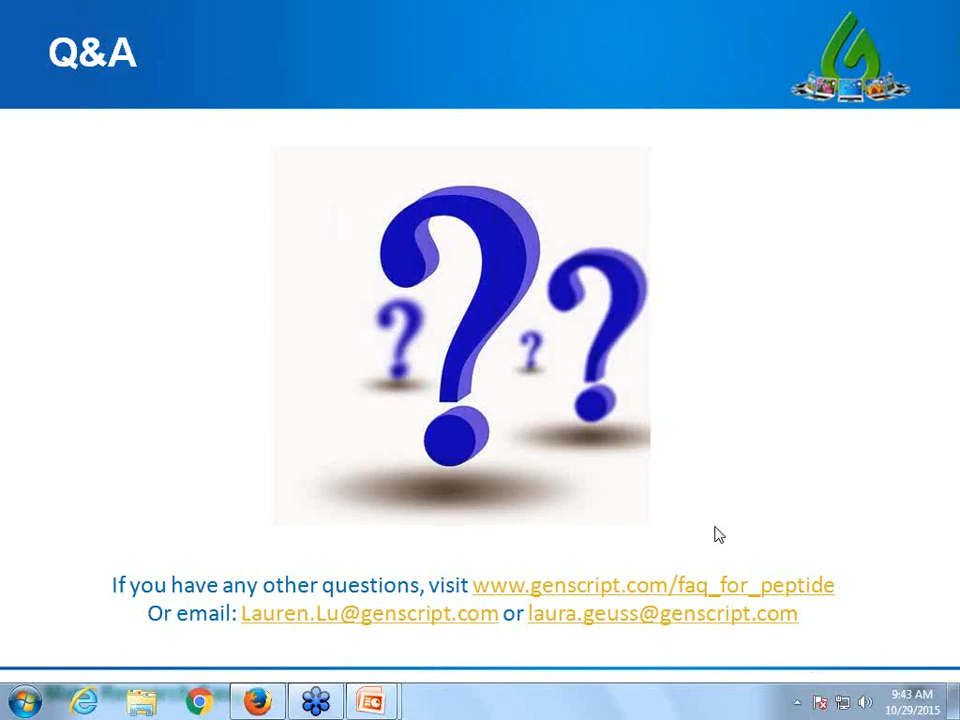 Q&A
If you have any other questions, visit www.genscript.com/faq_for_peptide
Or email: Lauren.Lu@genscript.com or laura.geuss@genscript.com
9:43 AM
10/29/2015